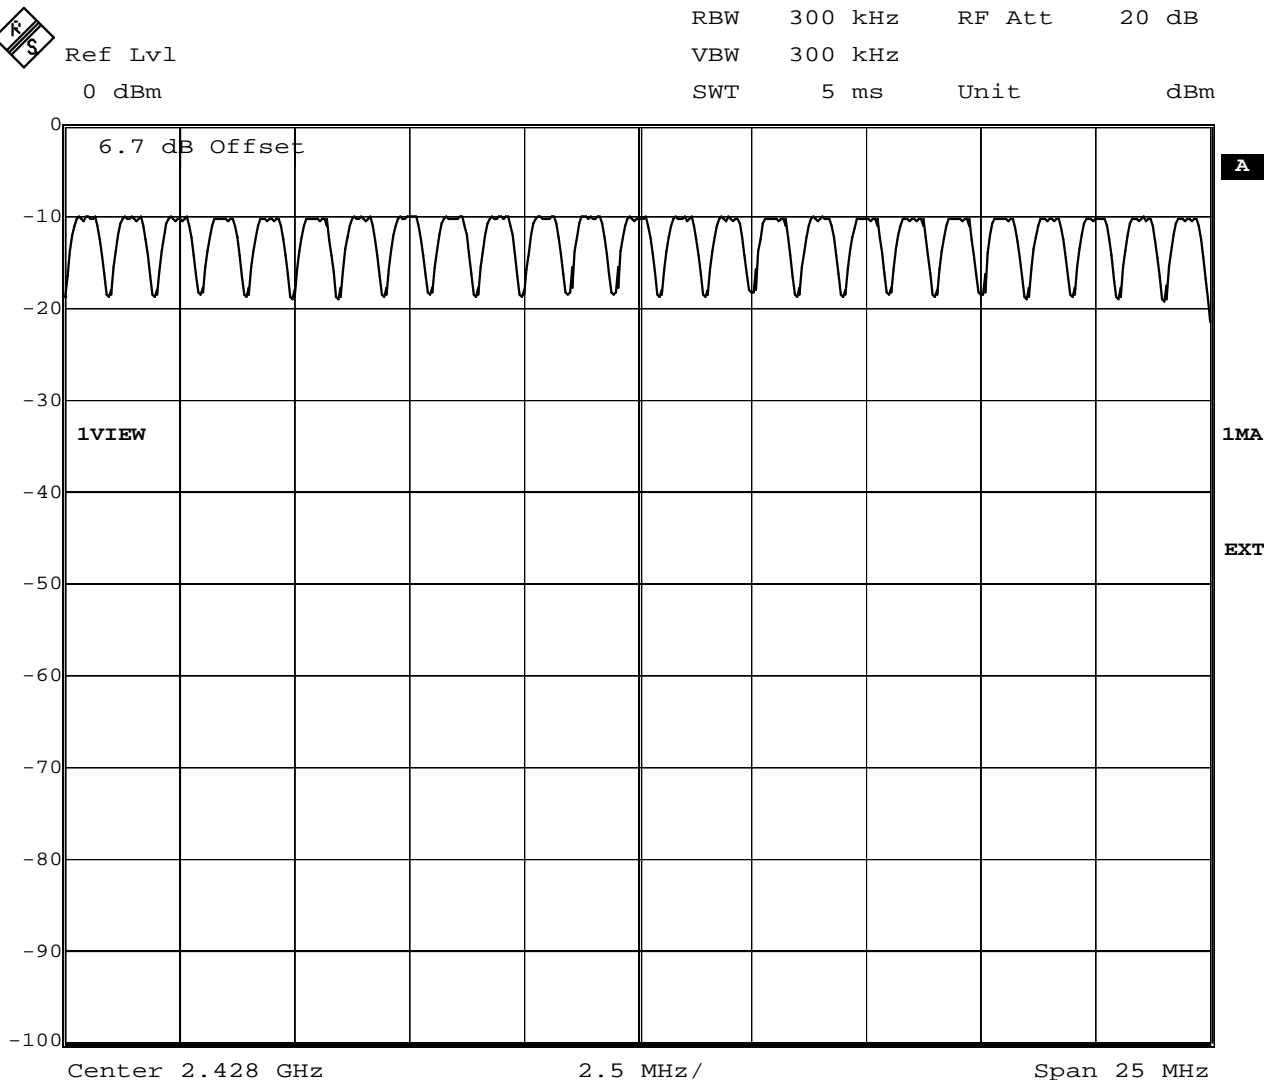 R S
RBW 300 kHz RF Att 20 dB
Ref Lvl VBW 300 kHz
0 dBm SWT 5 ms Unit dBm
0
6.7 dB Offset
A
-10
-20
-30
1VIEW 1MA
-40
EXT
-50
-60
-70
-80
-90
-100
Center 2.428 GHz 2.5 MHz/ Span 25 MHz